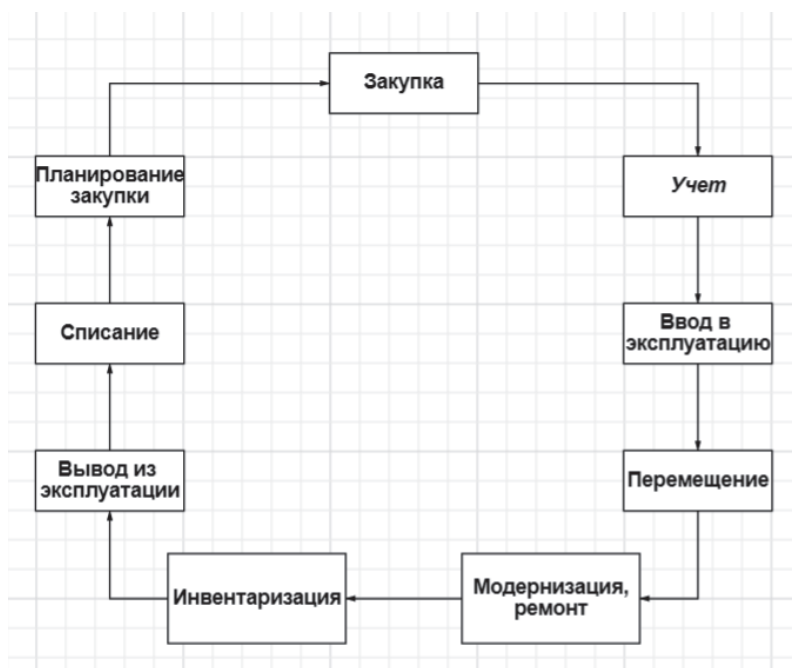 Закупка
Планирование
закупки
Учет
Списание
Ввод в
эксплуатацию
Вывод из
эксплуатации
Перемещение
Инвентаризация
Модернизация,
ремонт